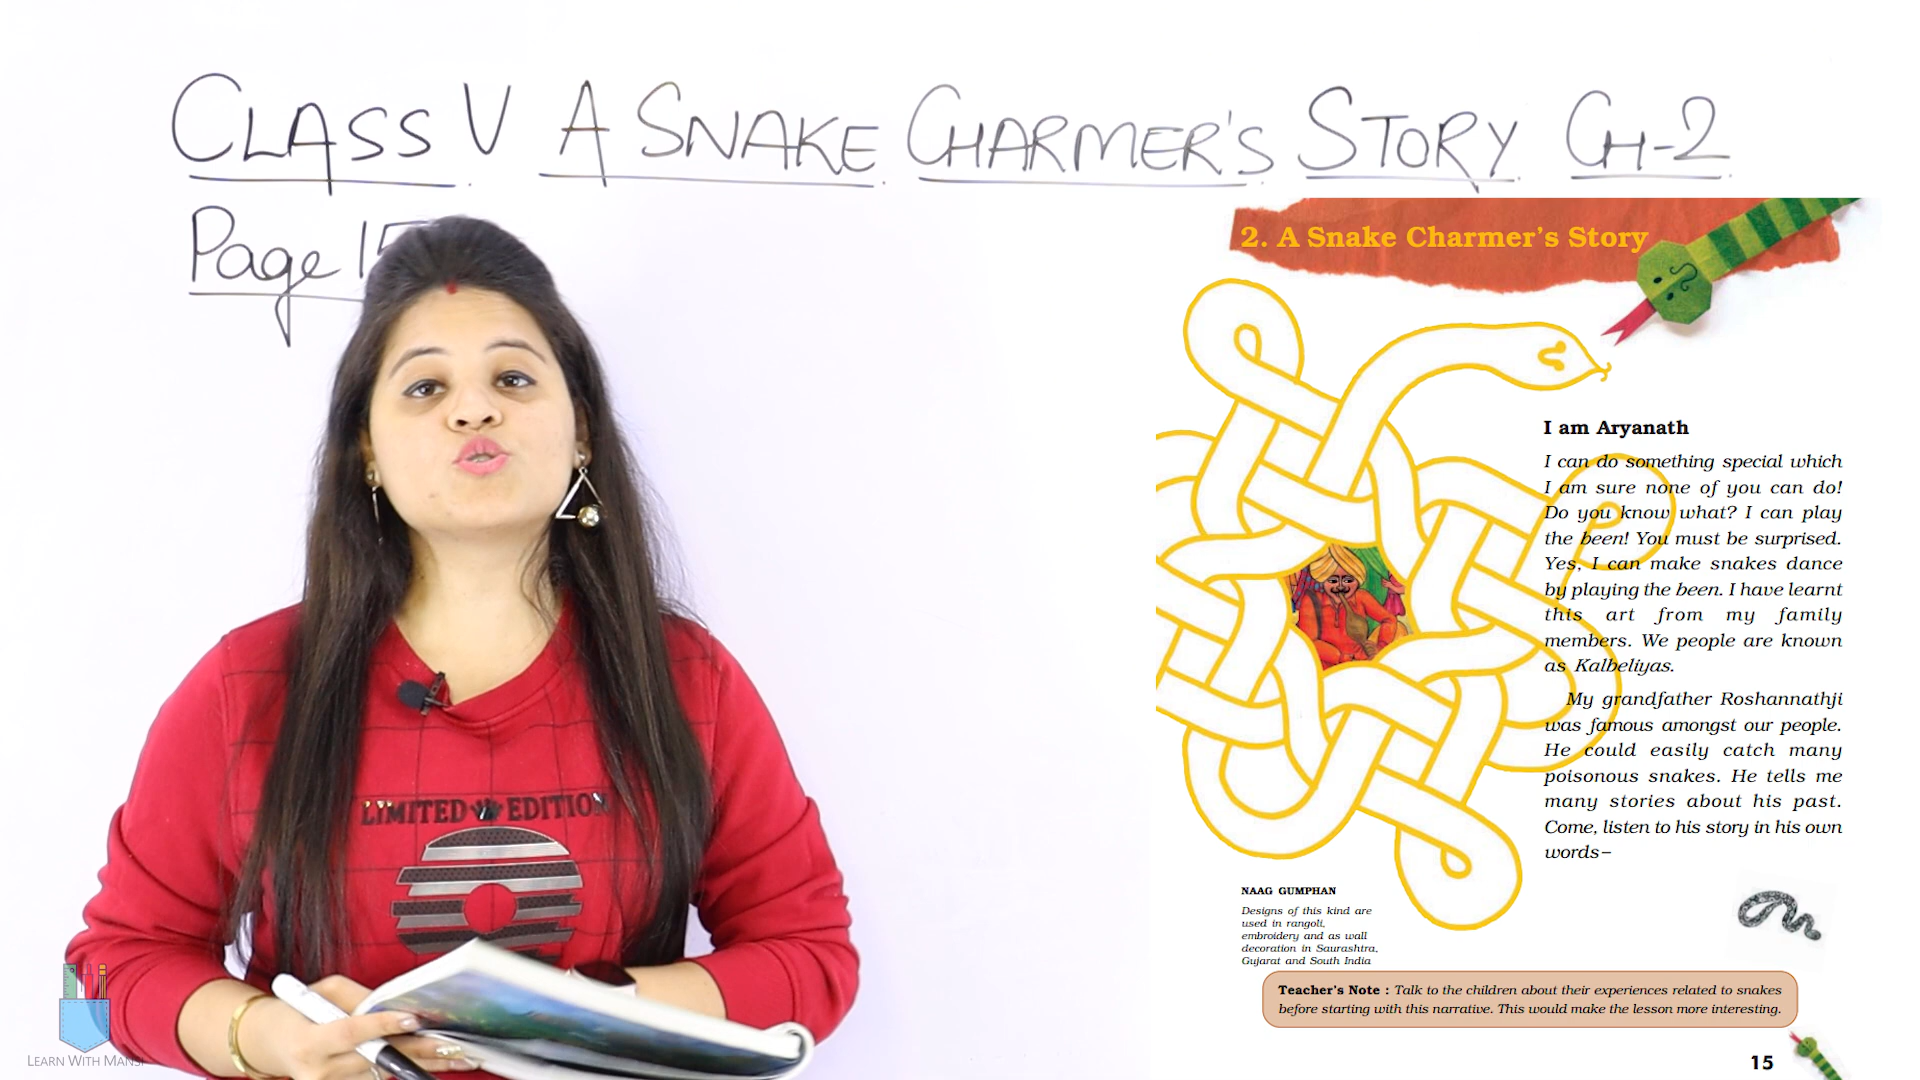 CLASS V A SNAKE CHARMER'S STORY CH-2
Page 15
2. A Snake Charmer's Story
I am Aryanath
I can do something special which
I am sure none of you can do!
Do you know what? I can play
the been! You must be surprised.
Yes, I can make snakes dance
by playing the been. I have learnt
this art from my family
members. We people are known
as Kalbeliyas.
My grandfather Roshannathji
was famous amongst our people.
He could easily catch many
poisonous snakes. He tells me
many stories about his past.
Come, listen to his story in his own
words–
NAAG GUMPHAN
Designs of this kind are
used in rangoli,
embroidery and as wall
decoration in Saurashtra,
Gujarat and South India
Teacher's Note : Talk to the children about their experiences related to snakes
before starting with this narrative. This would make the lesson more interesting.
15
LIMITED EDITION
LEARN WITH MANSI